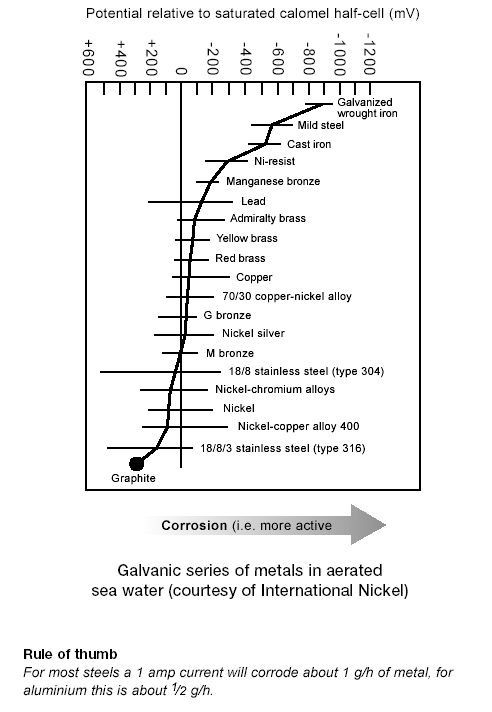 Potential relative to saturated calomel half-cell (mV)
+600 +400 +200 0 -200 -400 -600 -800 -1000 -1200
Galvanized
wrought iron
Mild steel
Cast iron
Ni-resist
Manganese bronze
Lead
Admiralty brass
Yellow brass
Red brass
Copper
70/30 copper-nickel alloy
G bronze
Nickel silver
M bronze
18/8 stainless steel (type 304)
Nickel-chromium alloys
Nickel
Nickel-copper alloy 400
18/8/3 stainless steel (type 316)
Graphite
Corrosion (i.e. more active
Galvanic series of metals in aerated
sea water (courtesy of International Nickel)
Rule of thumb
For most steels a 1 amp current will corrode about 1 g/h of metal, for
aluminium this is about 1/2 g/h.